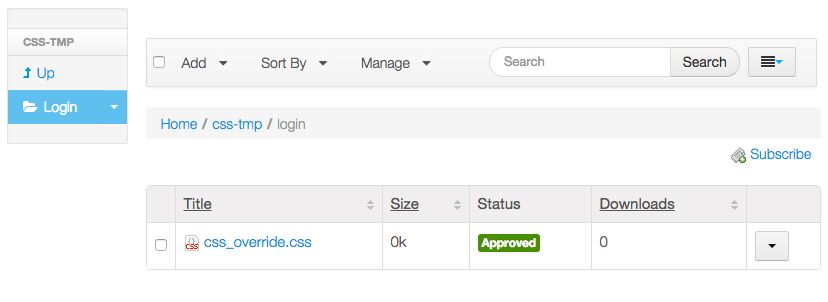 CSS-TMP
Up
Login
Add Sort By Manage Search Search
Home / css-tmp / login
Subscribe
Title Size Status Downloads
CSS css_override.css 0k Approved 0